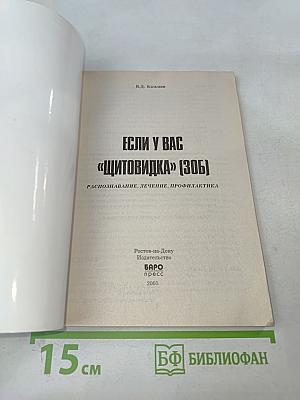 ЕСЛИ У ВАС
«ЩИТОВИДКА» (ЗОБ)
РАСПОЗНАВАНИЕ, ЛЕЧЕНИЕ, ПРОФИЛАКТИКА
Ростов-на-Дону
Издательство
БАРО
пресс
15 см
БФ БИБЛИОФАН